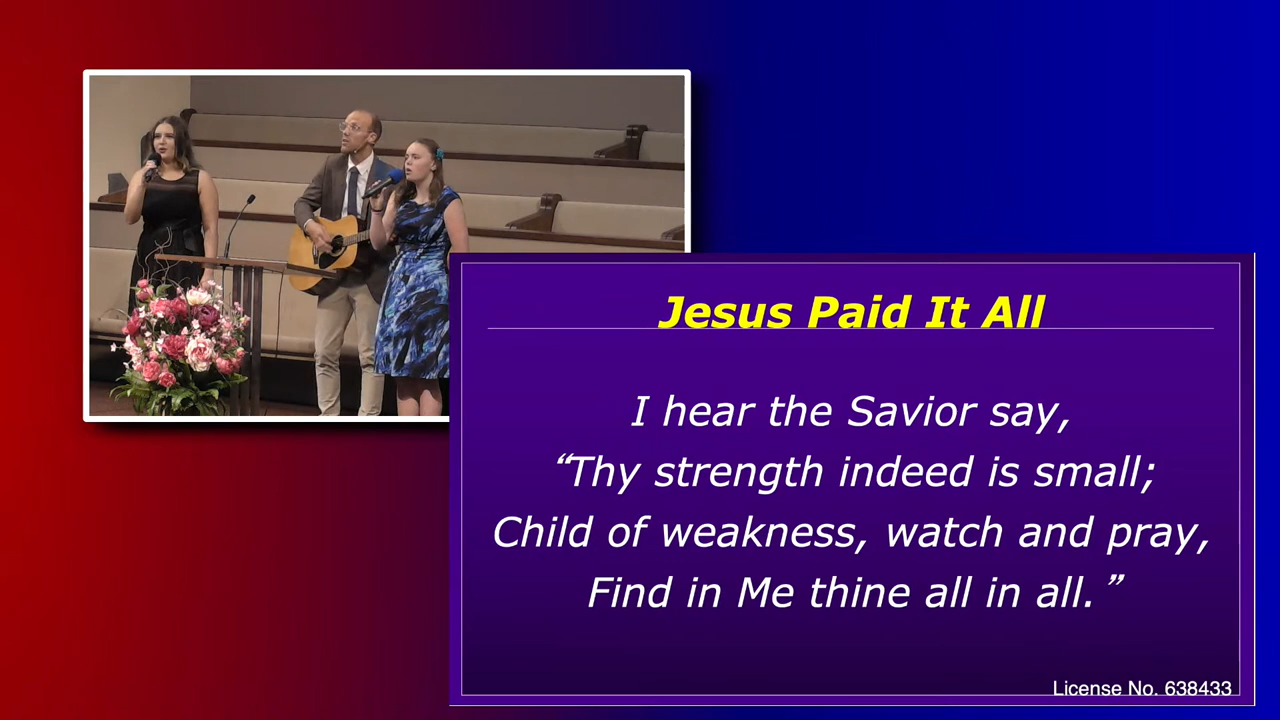 Jesus Paid It All
I hear the Savior say,
“Thy strength indeed is small;
Child of weakness, watch and pray,
Find in Me thine all in all.”
License No. 638433